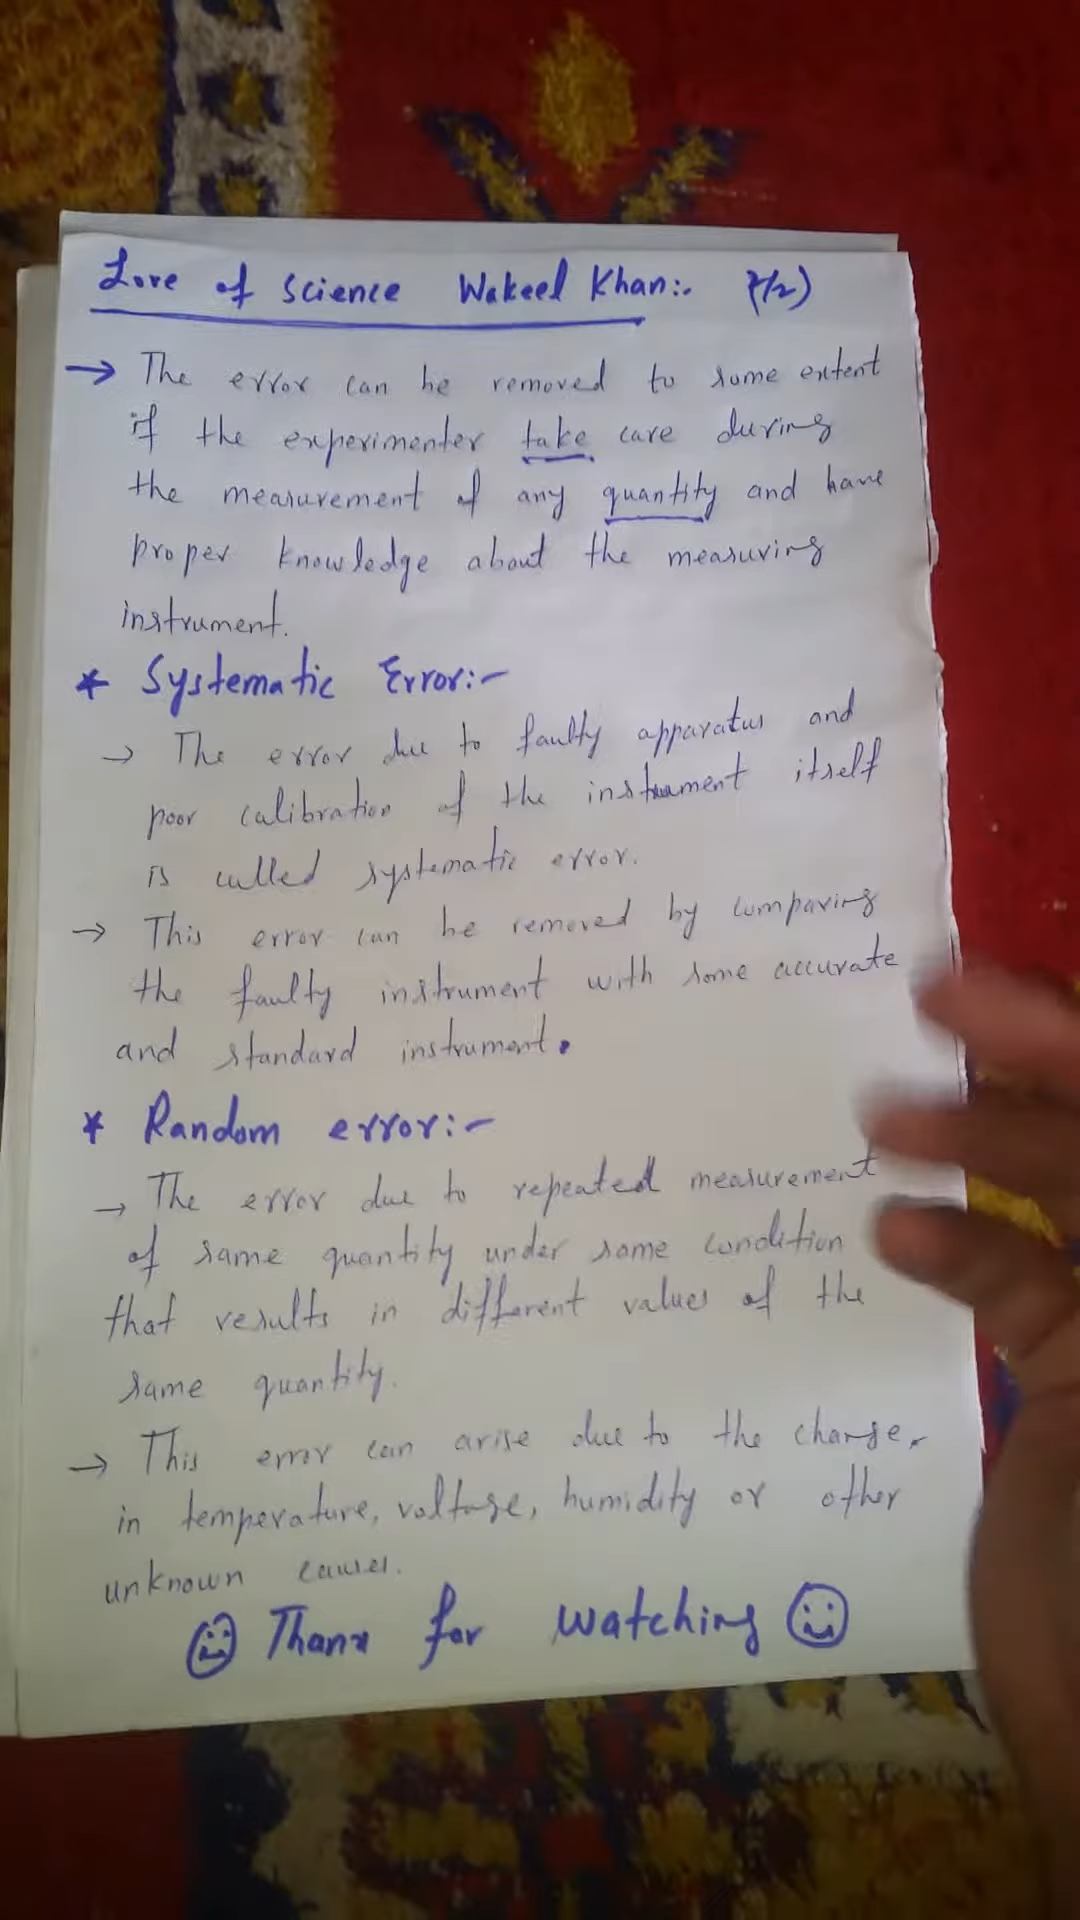 Love of Science Wakeel Khan:.
→ The error can be removed to some extent
if the experimenter take care during
the measurement of any quantity and have
proper knowledge about the measuring
instrument.
* Systematic Error:-
→ The error due to faulty apparatus and
poor calibration of the instrument itself
is called systematic error.
→ This error can be removed by comparing
the faulty instrument with some accurate
and standard instrument.
* Random error:-
→ The error due to repeated measurement
of same quantity under same condition
that results in different values of the
same quantity.
→ This error can arise due to the change
in temperature, voltage, humidity or other
unknown causes.
Thanx for watching